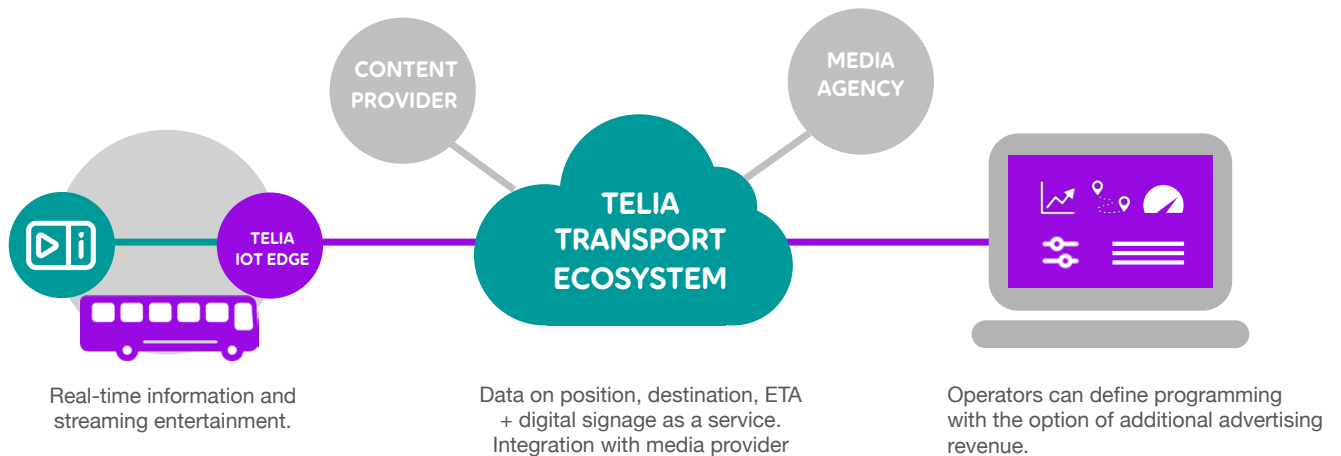 CONTENT
PROVIDER
MEDIA
AGENCY
i
TELIA
IOT EDGE
TELIA
TRANSPORT
ECOSYSTEM
Real-time information and
streaming entertainment.
Data on position, destination, ETA
+ digital signage as a service.
Integration with media provider
Operators can define programming
with the option of additional advertising
revenue.